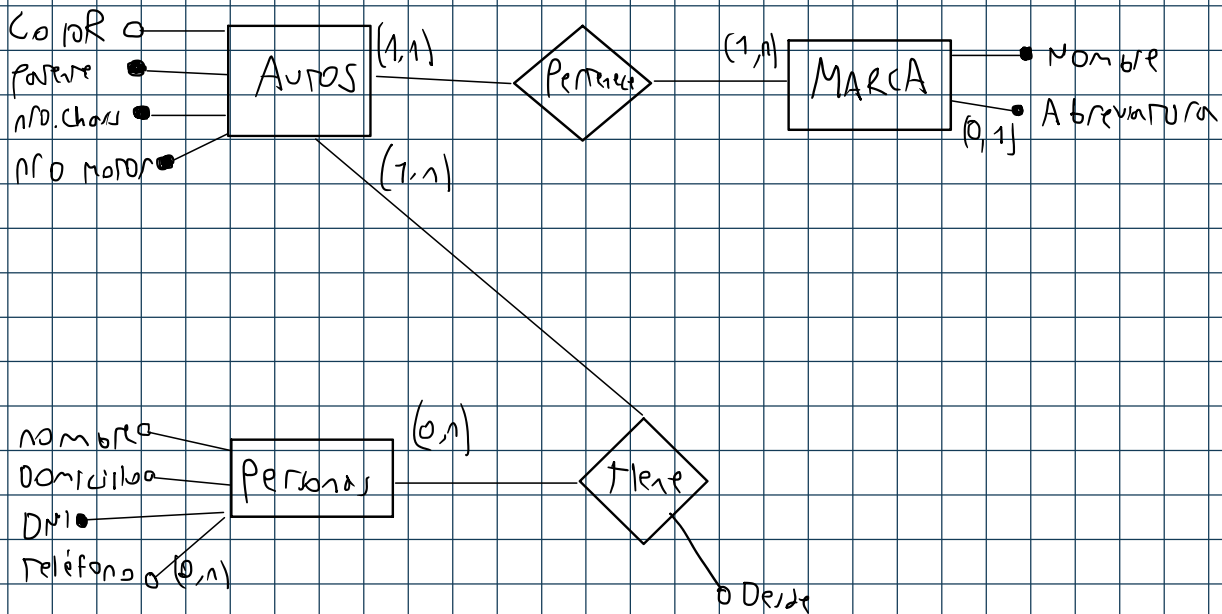 Color
AUTOS
(1,1)
Pertenece
(1,n)
MARCA
Nombre
patente
nro.chasis
Abreviatura
(0,1)
nro motor
(1,n)
nombre
(0,n)
Domicilio
Personas
tiene
DNI
Teléfono
(0,n)
Desde